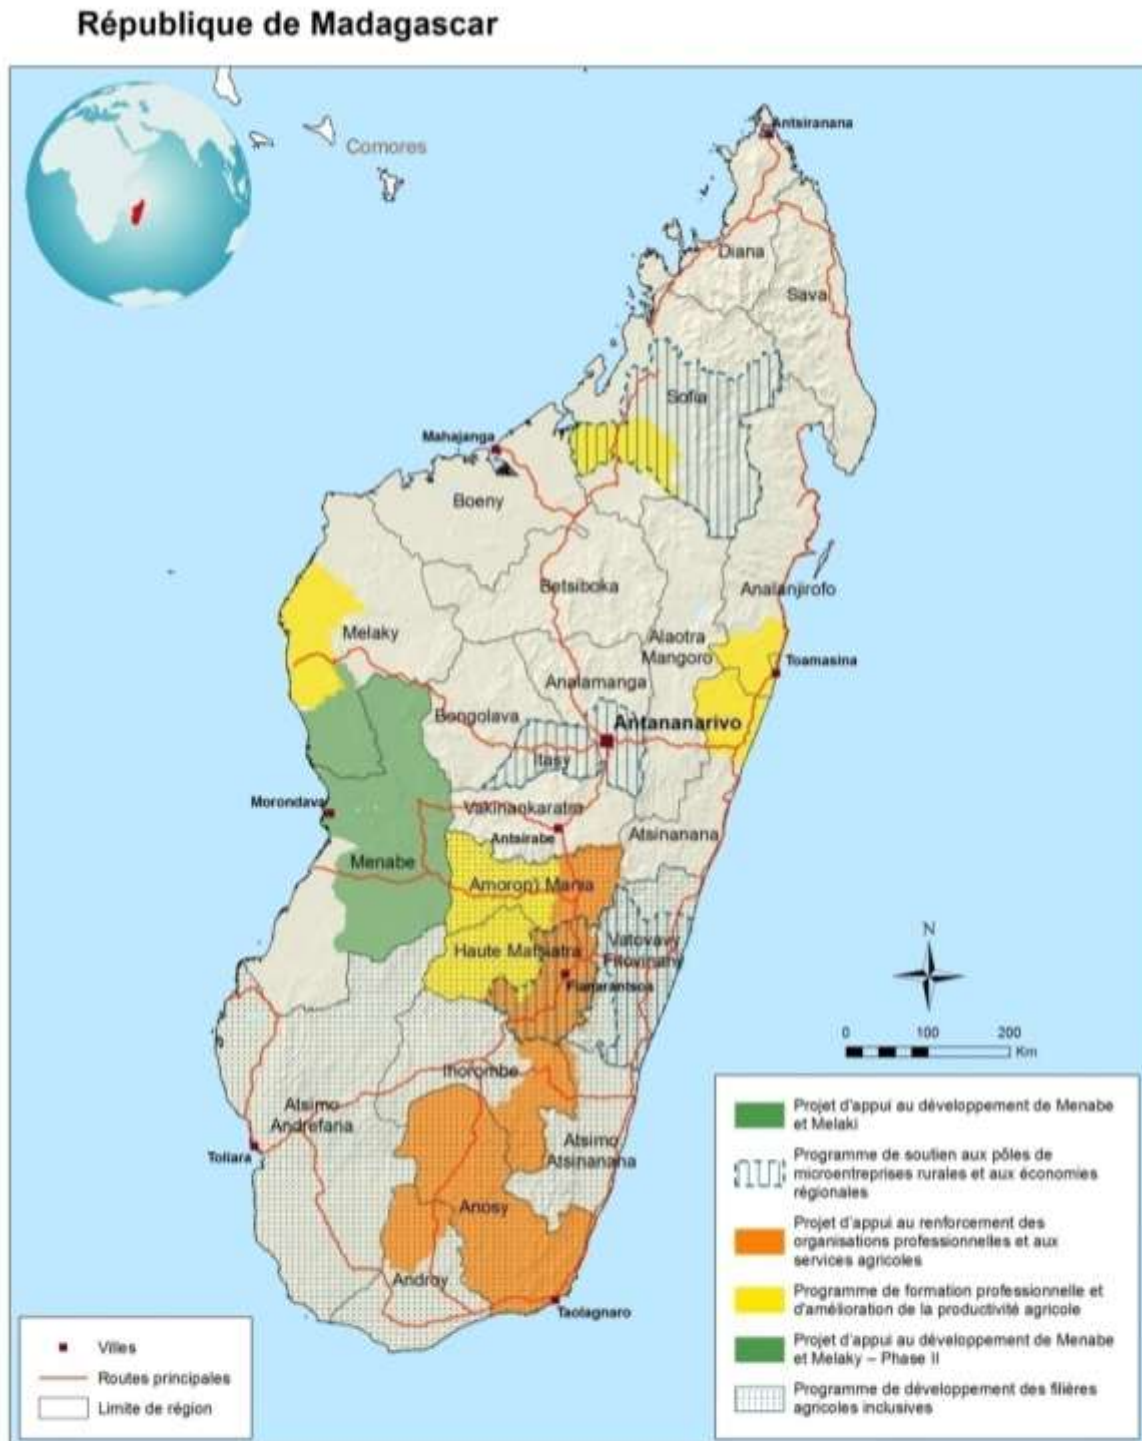 République de Madagascar
Comores
Antsiranana
Diana
Sava
Sofia
Mahajanga
Boeny
Betsiboka
Analanjirofo
Melaky
Alaotra
Mangoro
Toamasina
Analamanga
Bongolava
Antananarivo
Itasy
Morondava
Vakinankaratra
Antsirabe
Atsinanana
Menabe
Amoron'i Mania
Haute Matsiatra
Vatovavy
Fitovinany
Fianarantsoa
N
0 100 200
Km
Ihorombe
Atsimo
Andrefana
Toliara
Atsimo
Atsinanana
Anosy
Androy
Taolagnaro
Villes
Routes principales
Limite de région
Projet d'appui au développement de Menabe
et Melaki
Programme de soutien aux pôles de
microentreprises rurales et aux économies
régionales
Projet d'appui au renforcement des
organisations professionnelles et aux
services agricoles
Programme de formation professionnelle et
d'amélioration de la productivité agricole
Projet d'appui au développement de Menabe
et Melaky – Phase II
Programme de développement des filières
agricoles inclusives